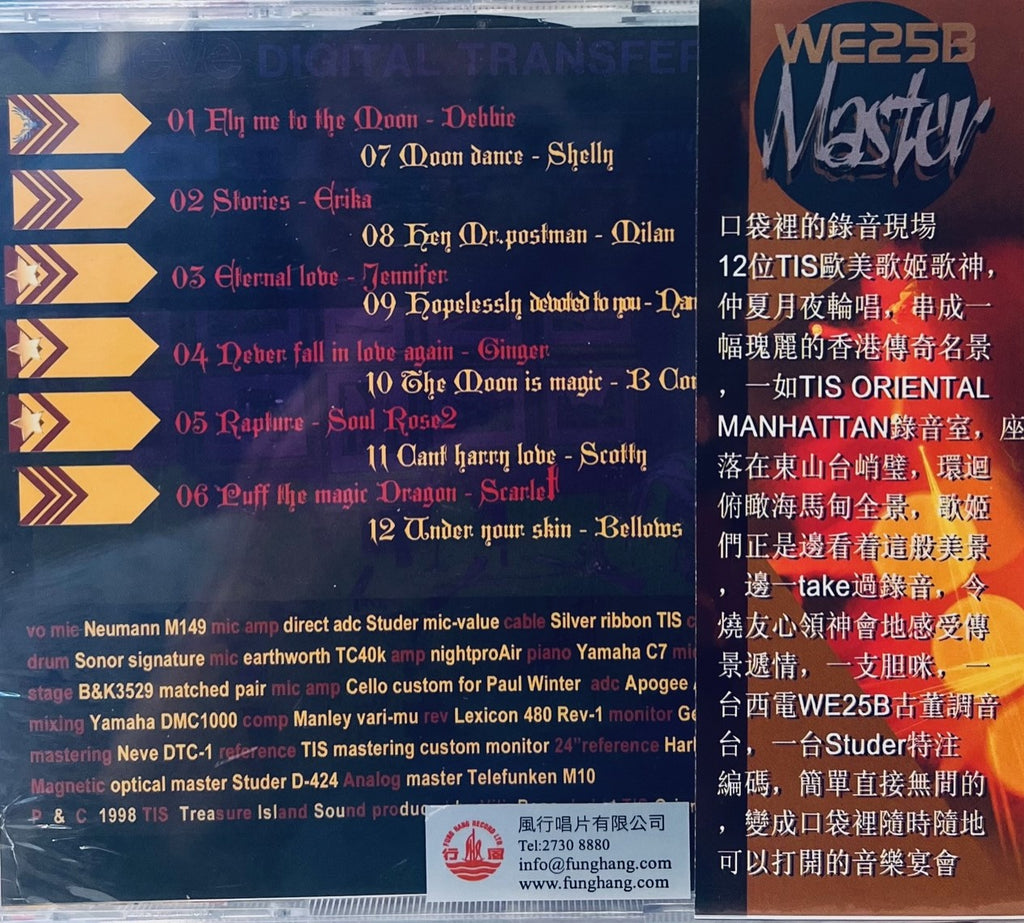 Neve DIGITAL TRANSFER
01 Fly me to the Moon - Debbie
07 Moon dance - Shelly
02 Stories - Erika
08 Hey Mr.postman - Milan
03 Eternal love - Jennifer
09 Hopelessly devoted to you - Nan
04 Never fall in love again - Ginger
10 The Moon is magic - B Cou
05 Rapture - Soul Rose2
11 Cant harry love - Scotty
06 Puff the magic Dragon - Scarlet
12 Under your skin - Bellows
vo mic Neumann M149 mic amp direct adc Studer mic-value cable Silver ribbon TIS
drum Sonor signature mic earthworth TC40k amp nightproAir piano Yamaha C7 mic
stage B&K3529 matched pair mic amp Cello custom for Paul Winter adc Apogee
mixing Yamaha DMC1000 comp Manley vari-mu rev Lexicon 480 Rev-1 monitor Ge
mastering Neve DTC-1 reference TIS mastering custom monitor 24"reference Har
Magnetic optical master Studer D-424 Analog master Telefunken M10
P & C 1998 TIS Treasure Island Sound
FUNG HANG RECORD LTD
風行
風行唱片有限公司
Tel:2730 8880
info@funghang.com
www.funghang.com
WE25B
Master
口袋裡的錄音現場
12位TIS歐美歌姬歌神，
仲夏月夜輪唱，串成一
幅瑰麗的香港傳奇名景
，一如TIS ORIENTAL
MANHATTAN錄音室，座
落在東山台峭璧，環迴
俯瞰海馬甸全景，歌姬
們正是邊看着這般美景
，邊一take過錄音，令
燒友心領神會地感受傳
景遞情，一支胆咪，一
台西電WE25B古董調音
台，一台Studer特注
編碼，簡單直接無間的
，變成口袋裡隨時隨地
可以打開的音樂宴會